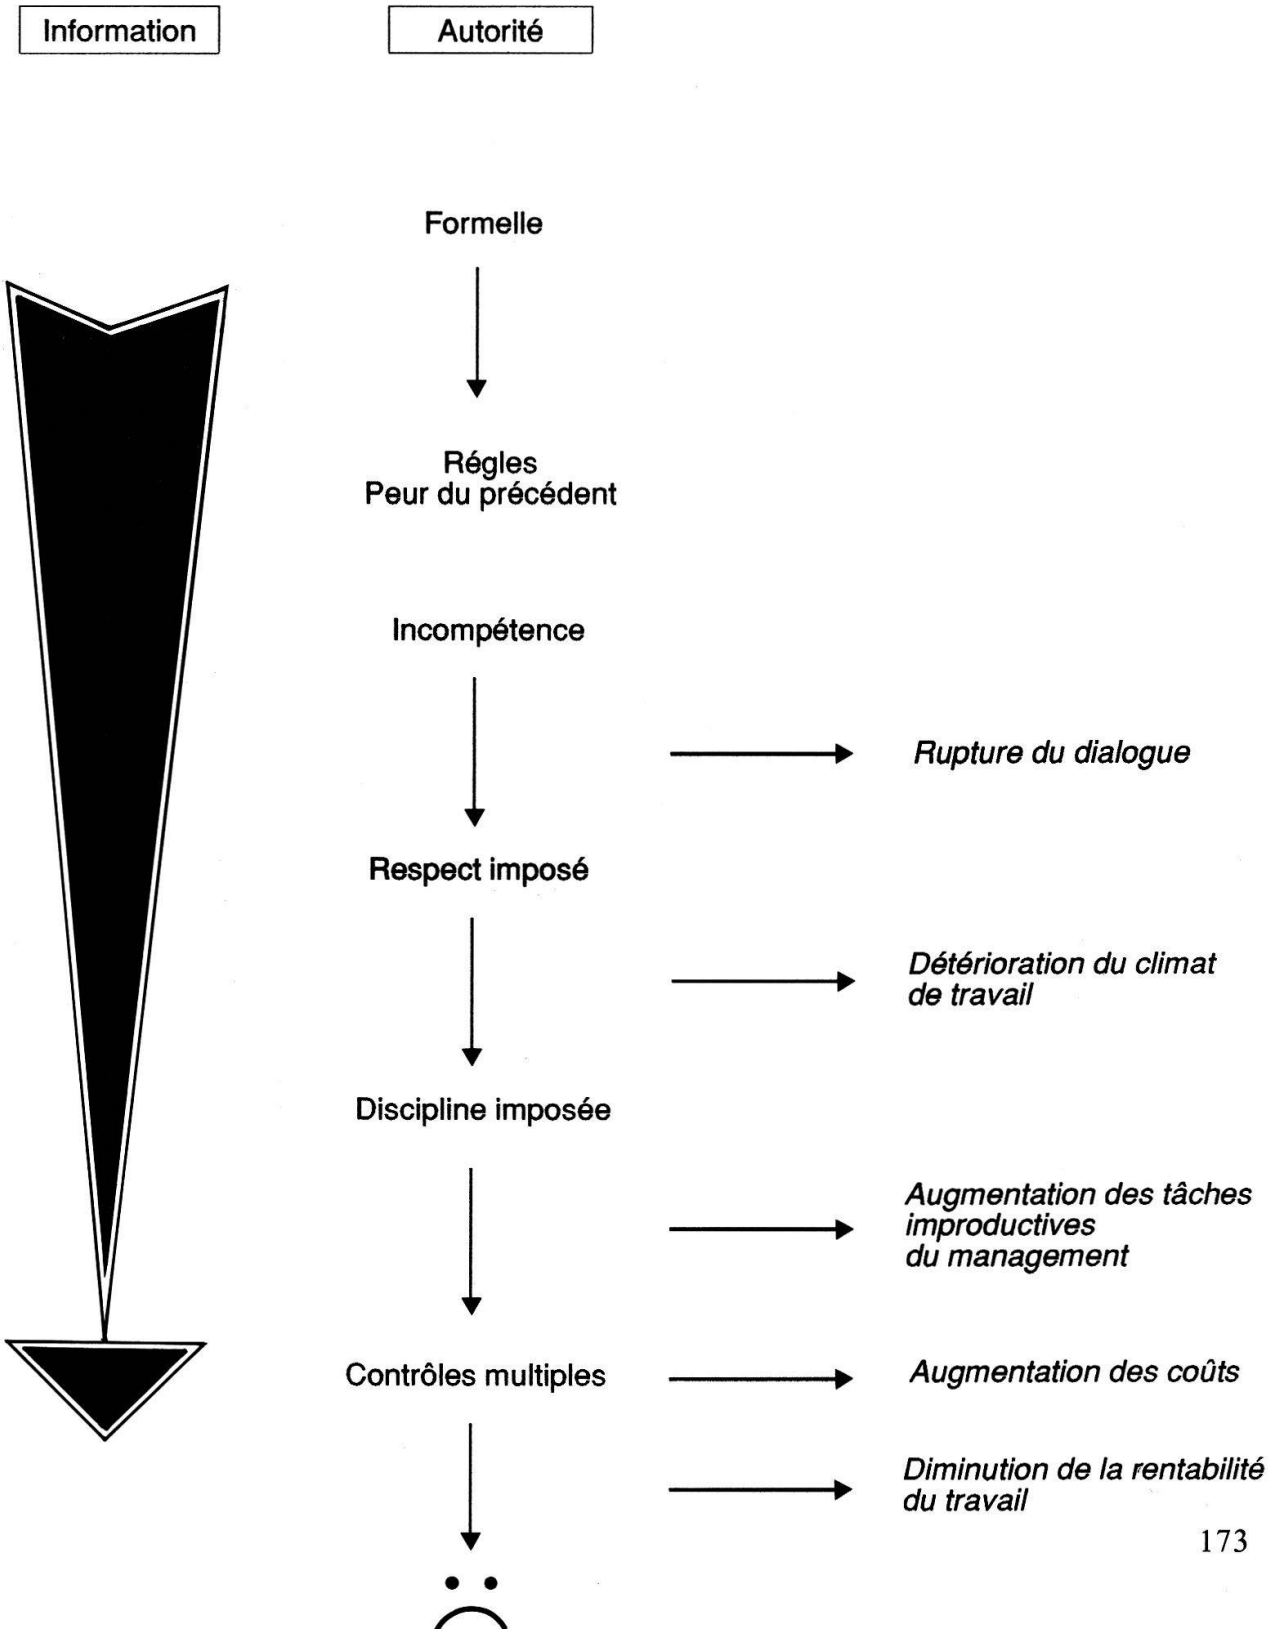 Information
Autorité
Formelle
Régles
Peur du précédent
Incompétence
Rupture du dialogue
Respect imposé
Détérioration du climat
de travail
Discipline imposée
Augmentation des tâches
improductives
du management
Contrôles multiples
Augmentation des coûts
Diminution de la rentabilité
du travail
173